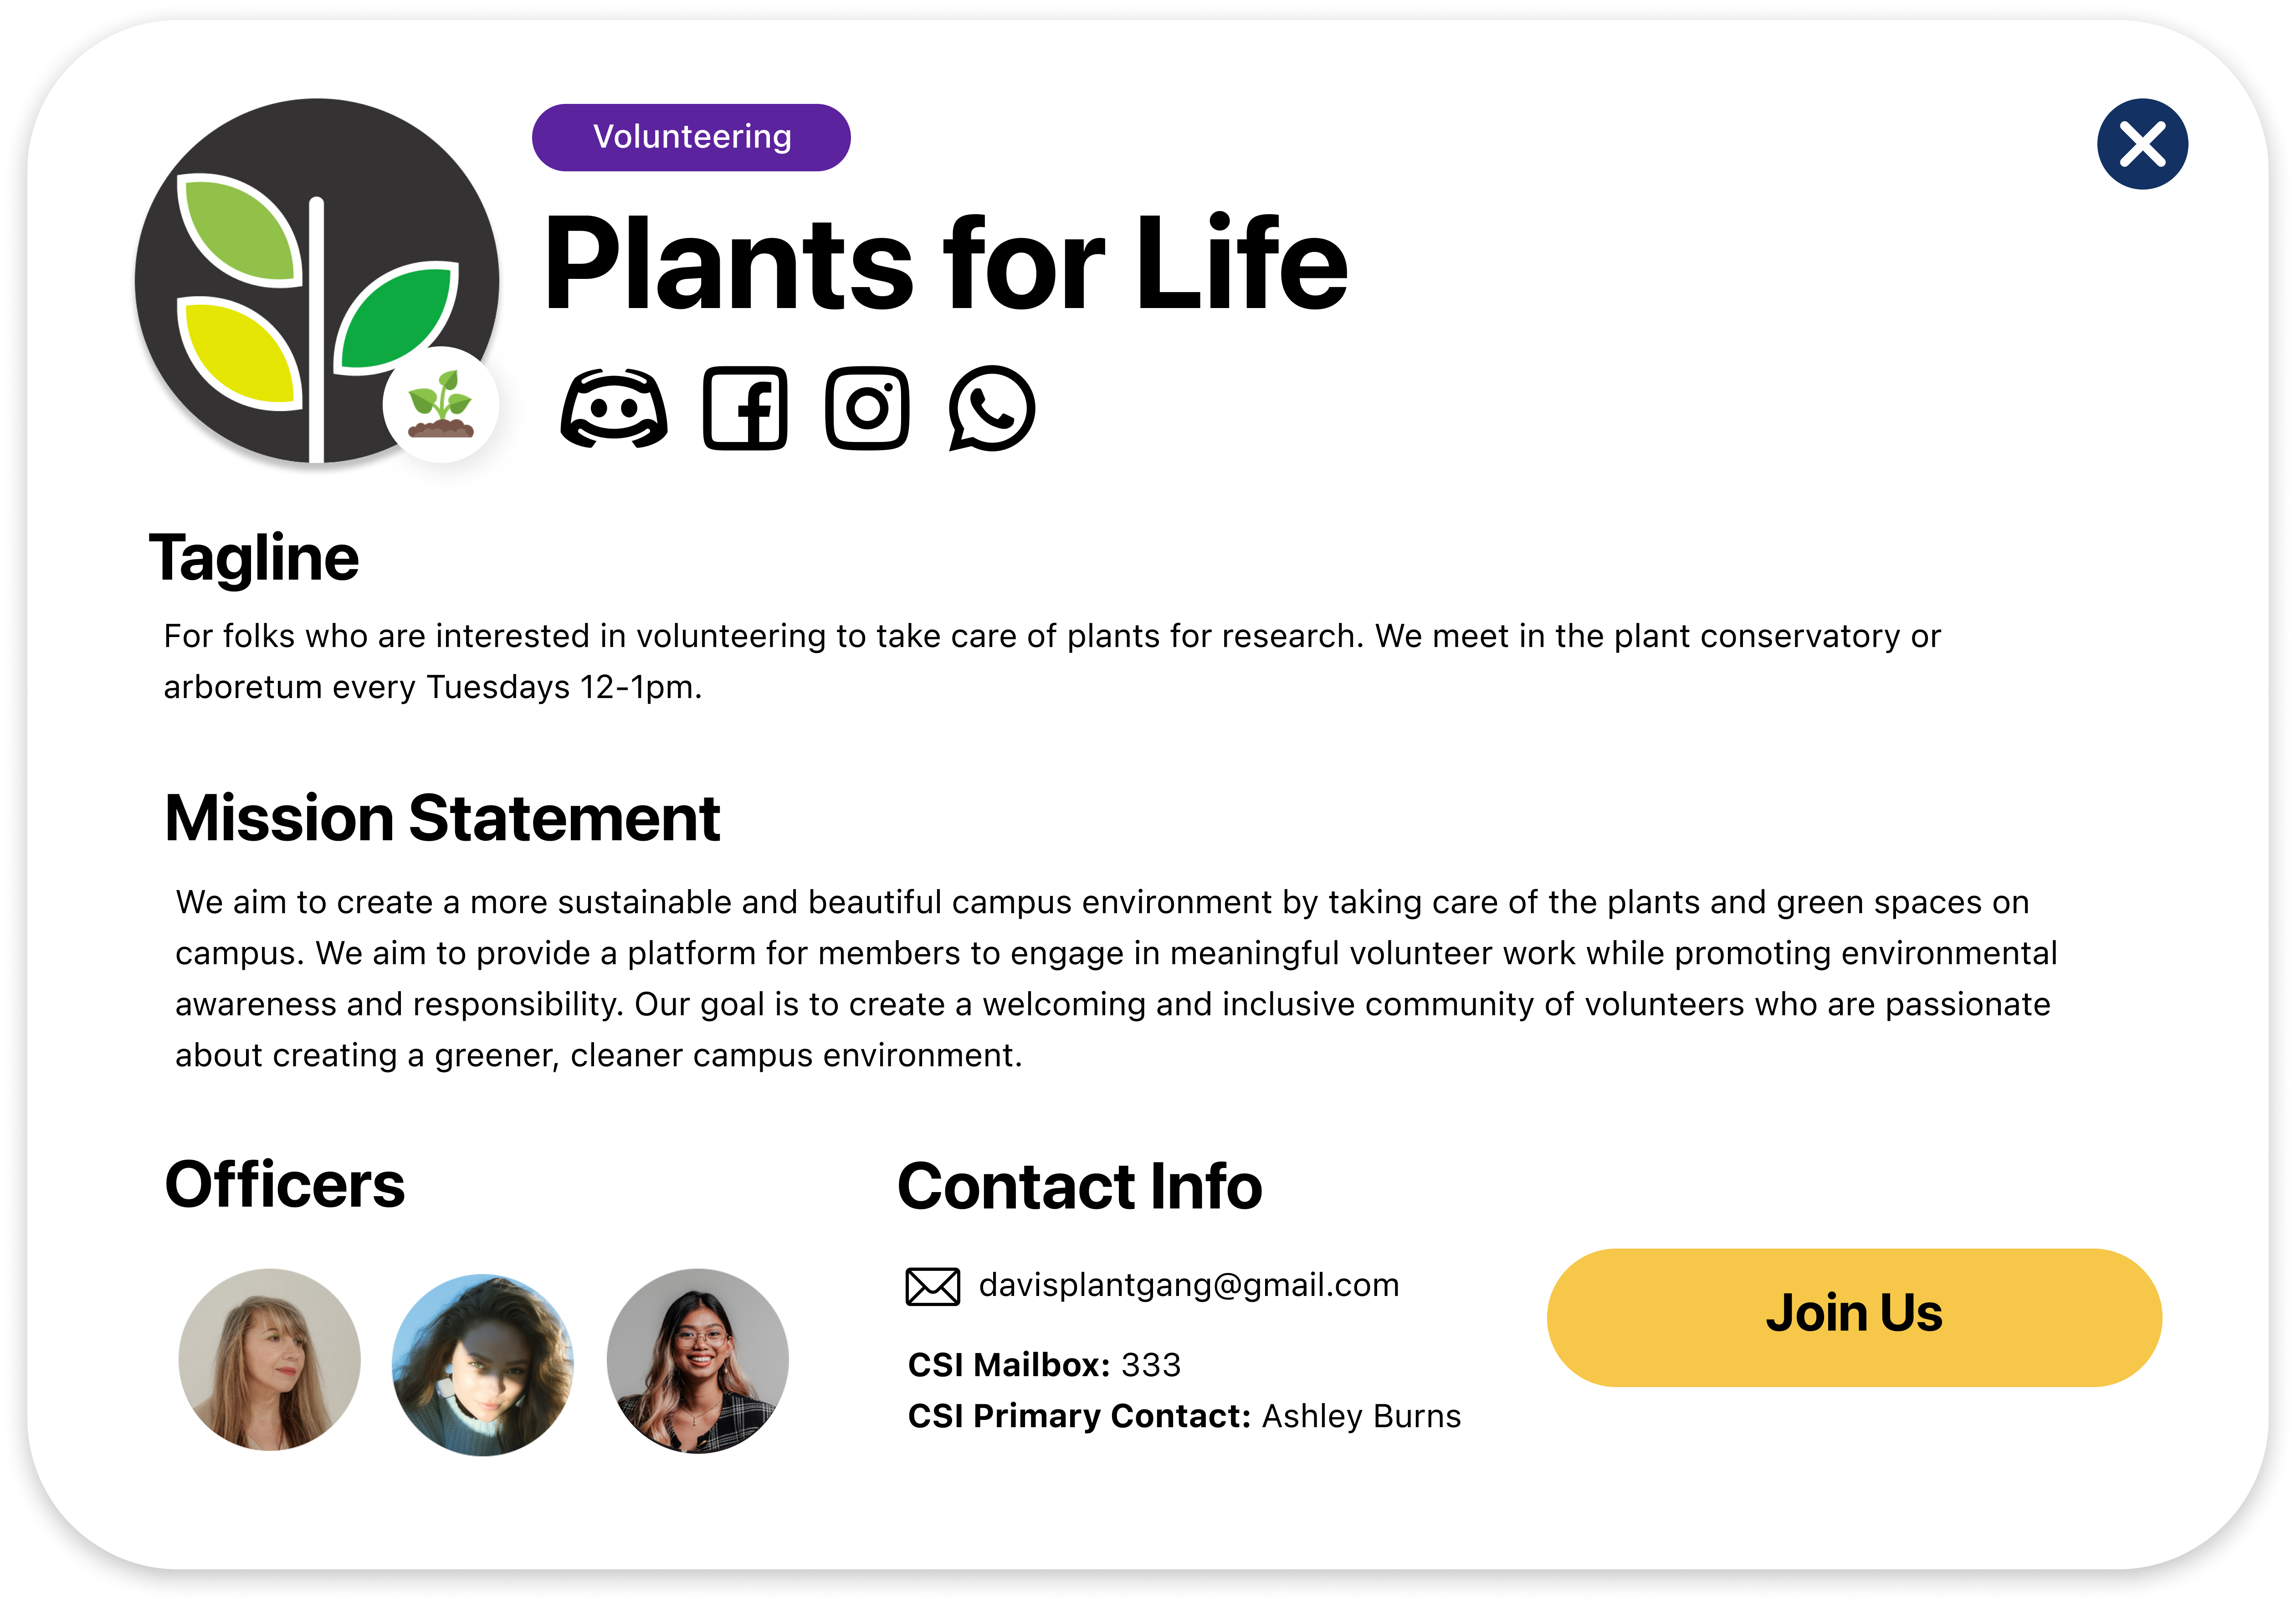 Volunteering
Plants for Life
Tagline
For folks who are interested in volunteering to take care of plants for research. We meet in the plant conservatory or
arboretum every Tuesdays 12-1pm.
Mission Statement
We aim to create a more sustainable and beautiful campus environment by taking care of the plants and green spaces on
campus. We aim to provide a platform for members to engage in meaningful volunteer work while promoting environmental
awareness and responsibility. Our goal is to create a welcoming and inclusive community of volunteers who are passionate
about creating a greener, cleaner campus environment.
Officers
Contact Info
davisplantgang@gmail.com
CSI Mailbox: 333
CSI Primary Contact: Ashley Burns
Join Us